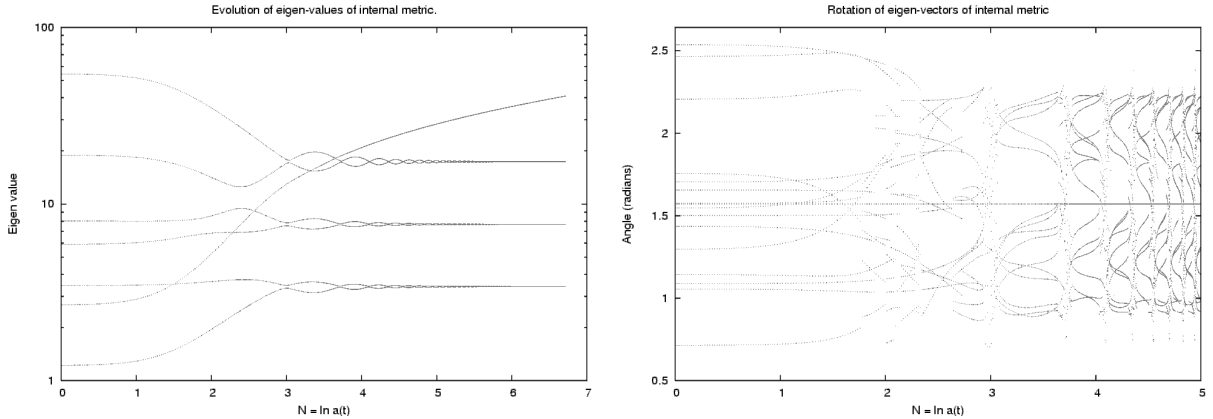 Evolution of eigen-values of internal metric.
100
10
1
Eigen value
0 1 2 3 4 5 6 7
N = ln a(t)
Rotation of eigen-vectors of internal metric
2.5
2
1.5
1
0.5
Angle (radians)
0 1 2 3 4 5
N = ln a(t)